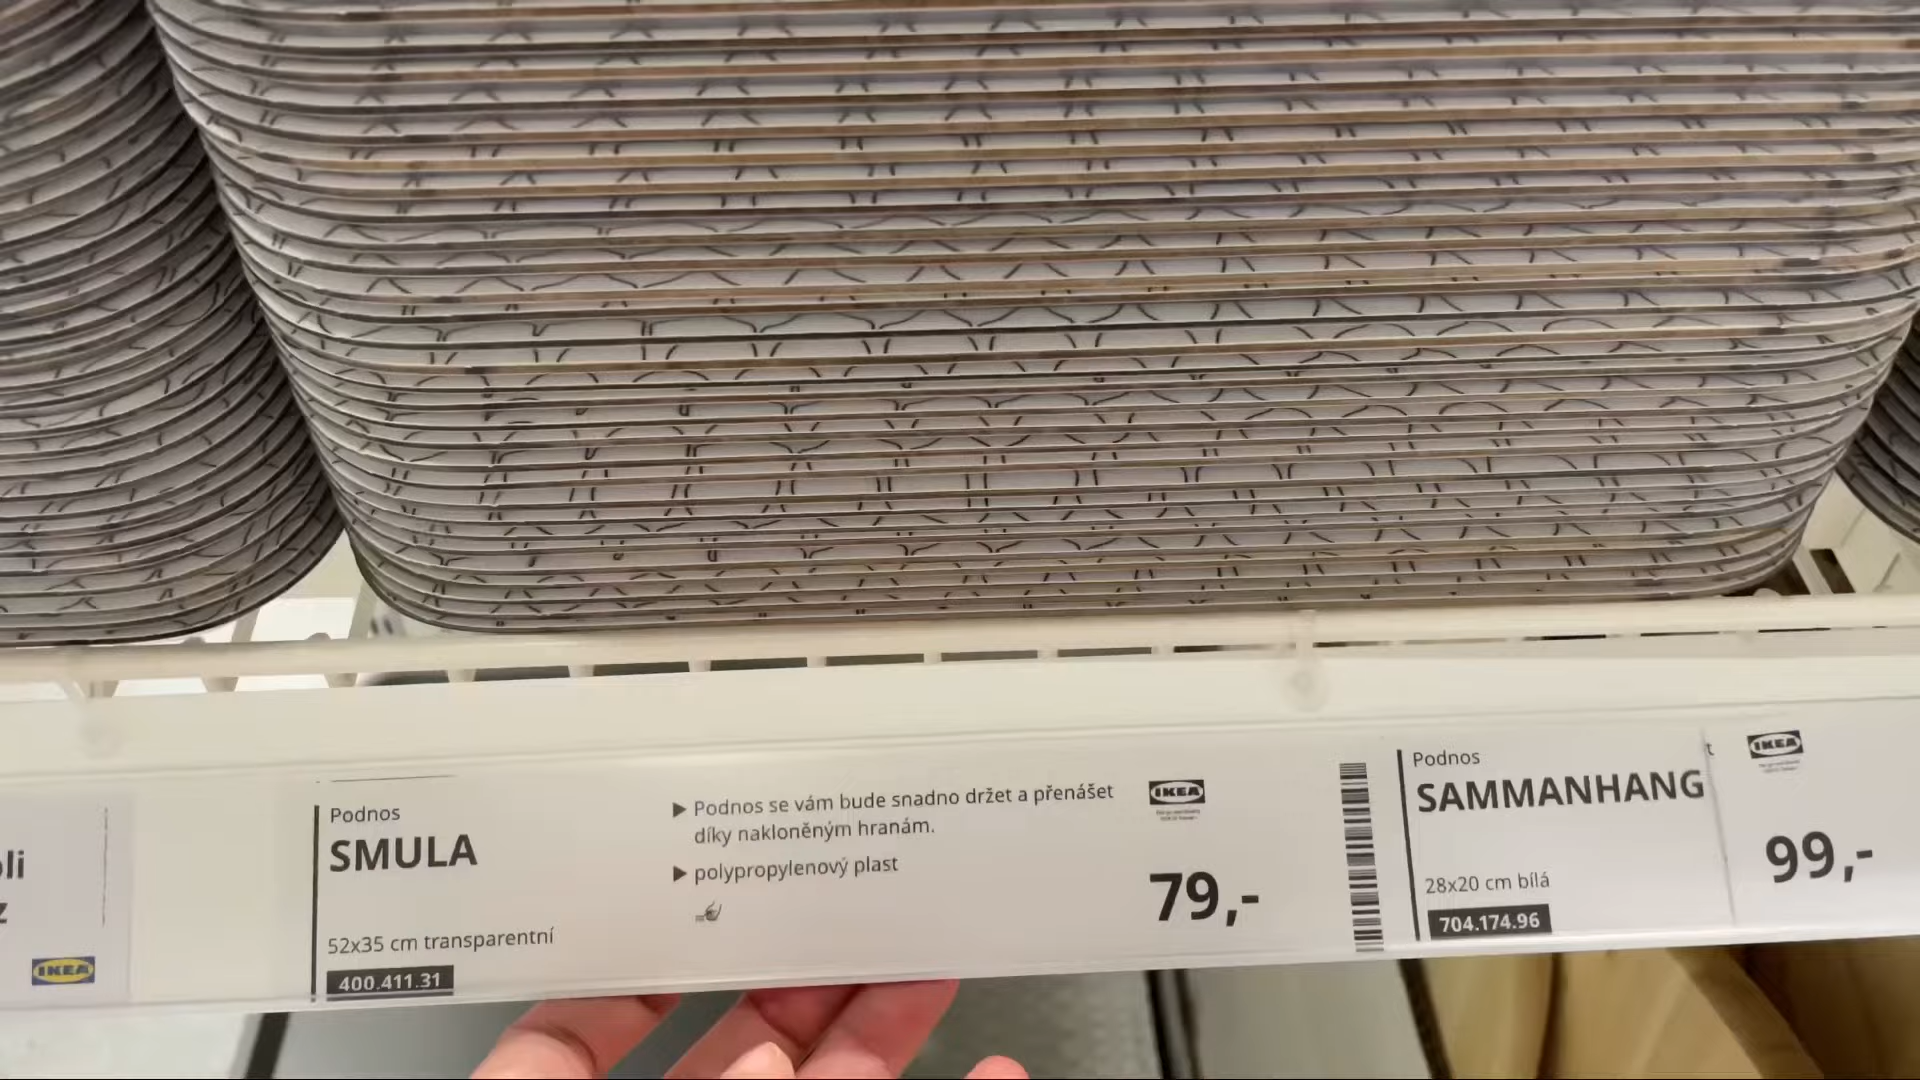 oli
z
IKEA
Podnos
SMULA
52x35 cm transparentní
400.411.31
▶ Podnos se vám bude snadno držet a přenášet
díky nakloněným hranám.
▶ polypropylenový plast
IKEA
79,-
Podnos
SAMMANHANG
28x20 cm bílá
704.174.96
t
IKEA
99,-